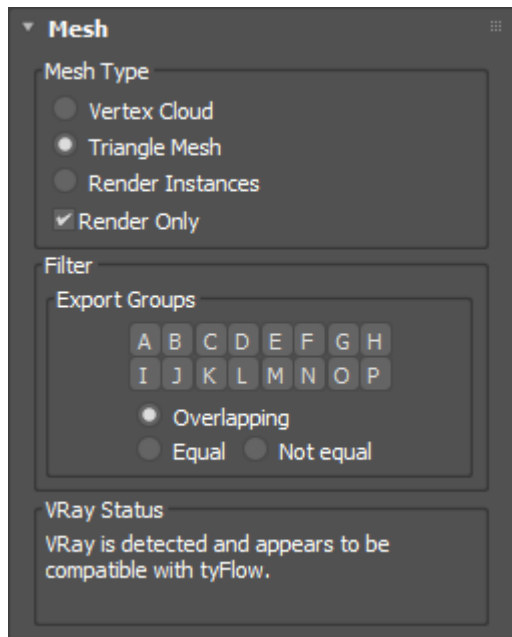 Mesh
Mesh Type
Vertex Cloud
Triangle Mesh
Render Instances
Render Only
Filter
Export Groups
A B C D E F G H
I J K L M N O P
Overlapping
Equal Not equal
VRay Status
VRay is detected and appears to be
compatible with tyFlow.